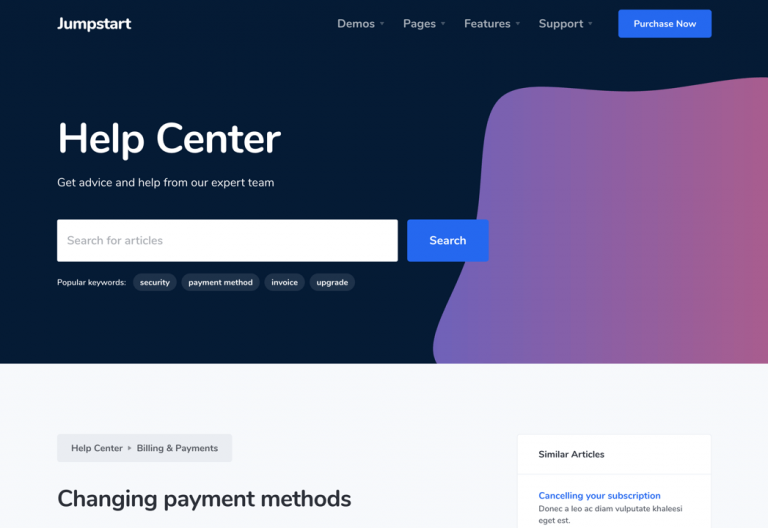 Jumpstart
Demos Pages Features Support Purchase Now
Help Center
Get advice and help from our expert team
Search for articles Search
Popular keywords: security payment method invoice upgrade
Help Center ▸ Billing & Payments
Changing payment methods
Similar Articles
Cancelling your subscription
Donec a leo ac diam vulputate khaleesi
eget est.